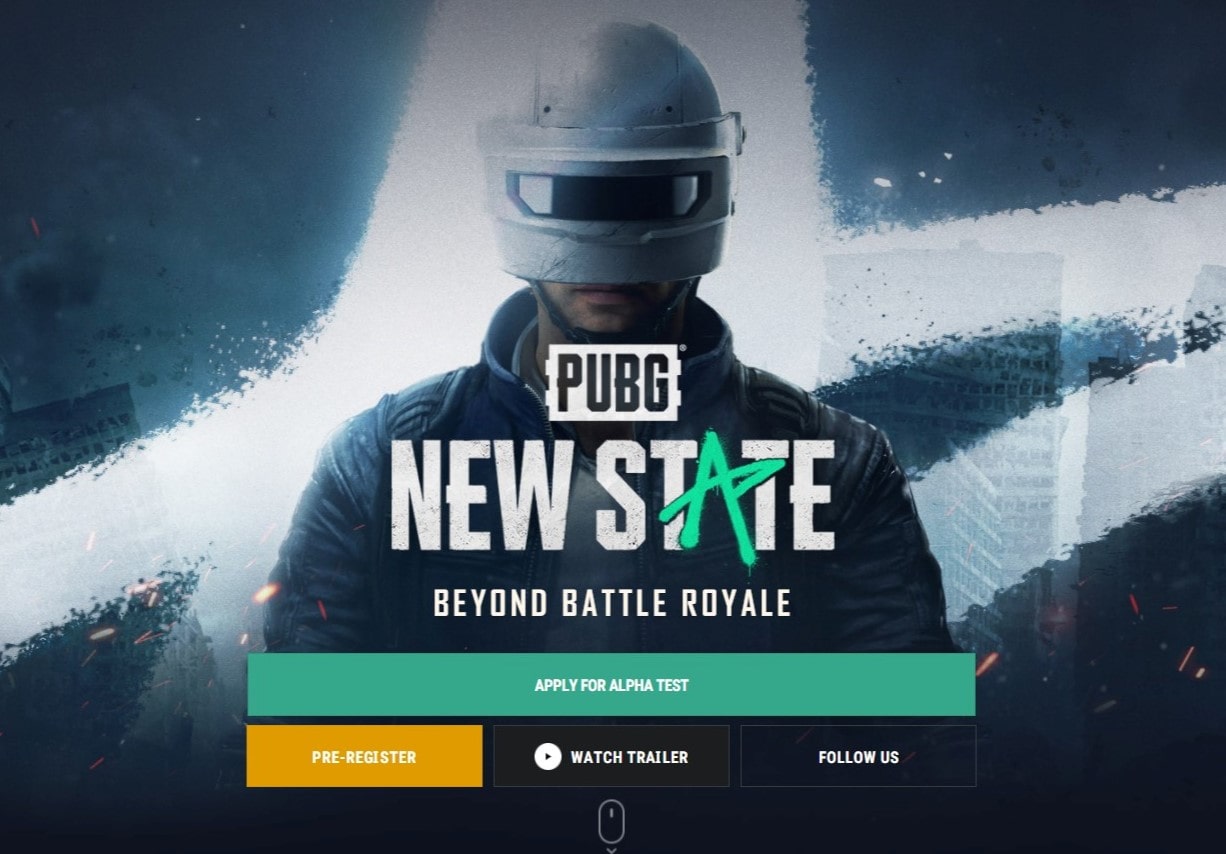 PUBG®
NEW STATE
BEYOND BATTLE ROYALE
APPLY FOR ALPHA TEST
PRE-REGISTER
WATCH TRAILER
FOLLOW US